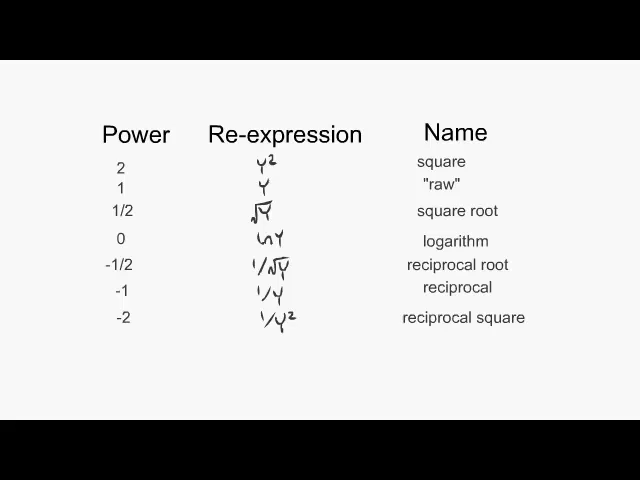 Power Re-expression Name
2 Y² square
1 Y "raw"
1/2 √Y square root
0 ln Y logarithm
-1/2 1/√Y reciprocal root
-1 1/Y reciprocal
-2 1/Y² reciprocal square